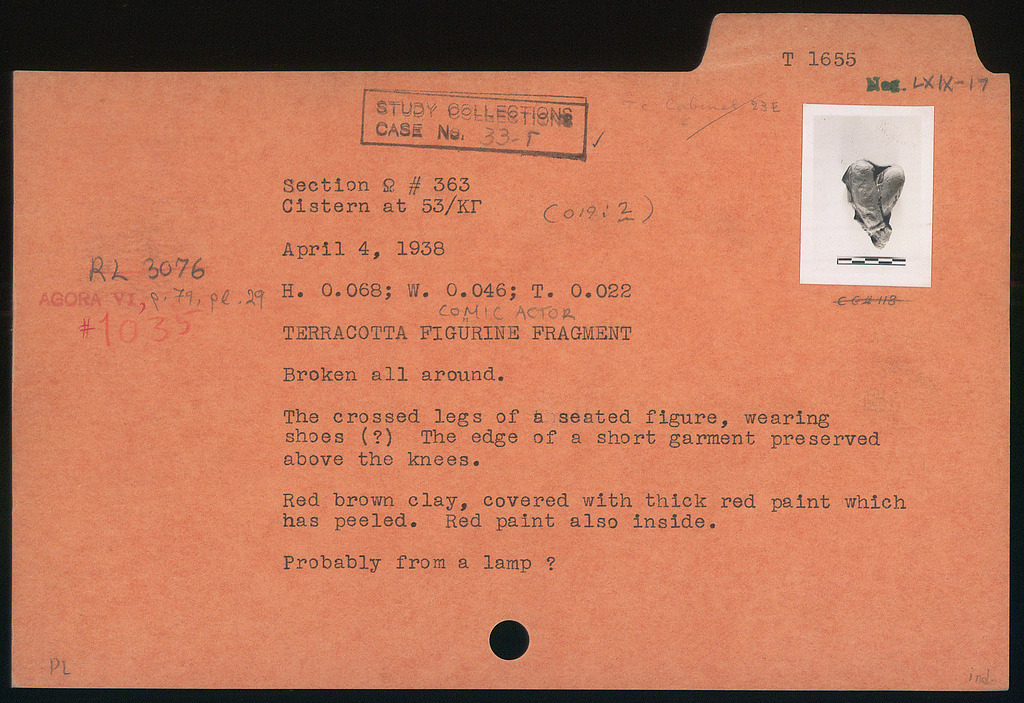 T 1655
Neg. LXIX-17
STUDY COLLECTIONS
CASE No. 33-Γ ✓
Tc Cabinet 23E
Section Ω # 363
Cistern at 53/ΚΓ
(O19:2)
April 4, 1938
RL 3076
AGORA VI, p. 79, pl. 29
#1035
H. 0.068; W. 0.046; T. 0.022
COMIC ACTOR
TERRACOTTA FIGURINE FRAGMENT
Broken all around.
The crossed legs of a seated figure, wearing
shoes (?) The edge of a short garment preserved
above the knees.
Red brown clay, covered with thick red paint which
has peeled. Red paint also inside.
Probably from a lamp ?
PL
ind.